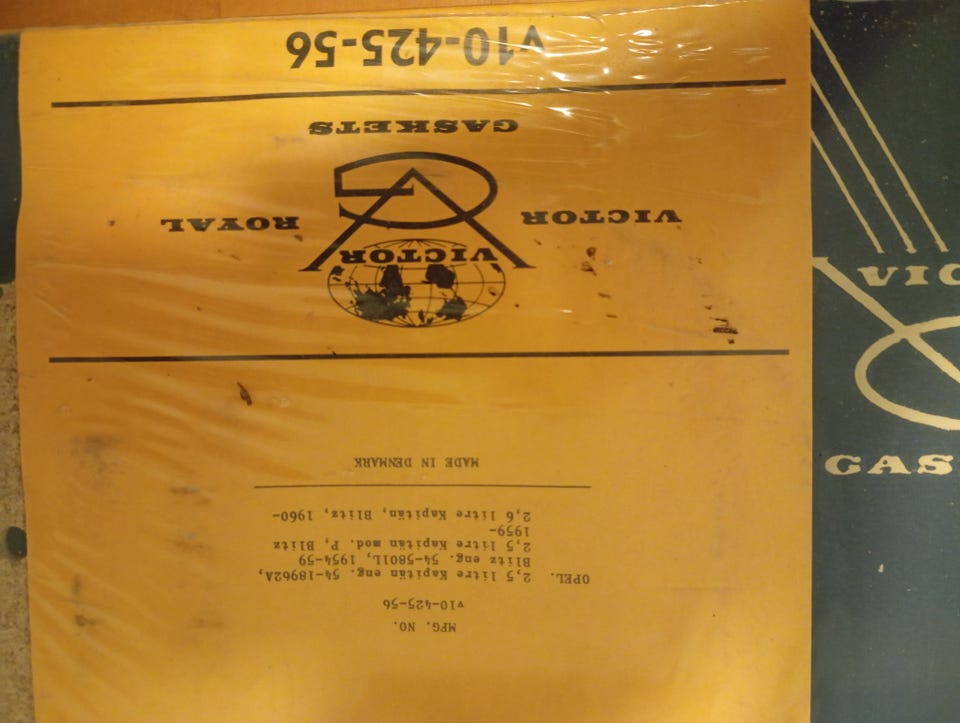 MFG. NO.
v10-425-56
OPEL. 2,5 litre Kapitän eng. 54-18962A,
Blitz eng. 54-5801L, 1954-59
2,5 litre Kapitän mod. P, Blitz
1959-
2,6 litre Kapitän, Blitz, 1960-
MADE IN DENMARK
VICTOR
VICTOR ROYAL
GASKETS
v10-425-56
VIC
GAS